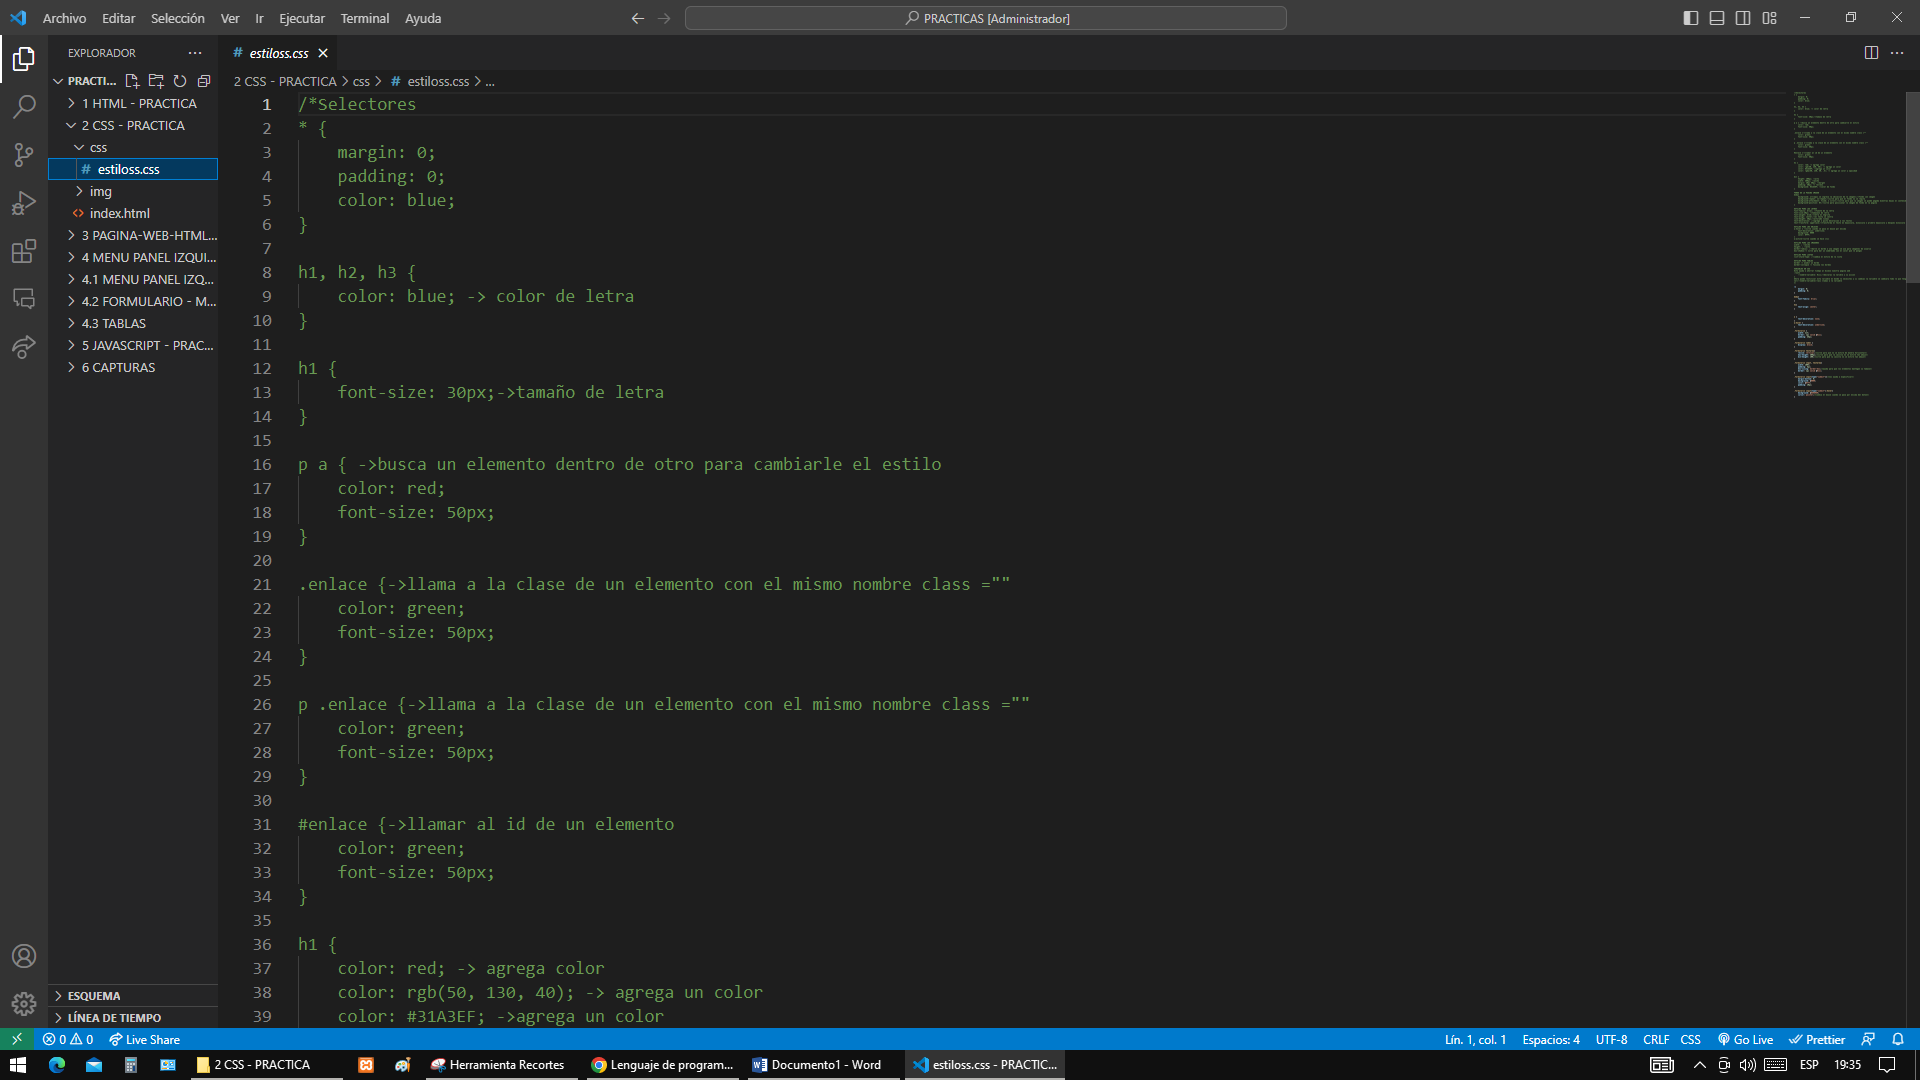 Archivo Editar Selección Ver Ir Ejecutar Terminal Ayuda
PRACTICAS [Administrador]
EXPLORADOR
PRACTI...
1 HTML - PRACTICA
2 CSS - PRACTICA
css
# estiloss.css
img
index.html
3 PAGINA-WEB-HTML...
4 MENU PANEL IZQUI...
4.1 MENU PANEL IZQ...
4.2 FORMULARIO - M...
4.3 TABLAS
5 JAVASCRIPT - PRAC...
6 CAPTURAS
ESQUEMA
LÍNEA DE TIEMPO
# estiloss.css
2 CSS - PRACTICA > css > # estiloss.css > ...
1 /*Selectores
2 * {
3 margin: 0;
4 padding: 0;
5 color: blue;
6 }
7
8 h1, h2, h3 {
9 color: blue; -> color de letra
10 }
11
12 h1 {
13 font-size: 30px;->tamaño de letra
14 }
15
16 p a { ->busca un elemento dentro de otro para cambiarle el estilo
17 color: red;
18 font-size: 50px;
19 }
20
21 .enlace {->llama a la clase de un elemento con el mismo nombre class =""
22 color: green;
23 font-size: 50px;
24 }
25
26 p .enlace {->llama a la clase de un elemento con el mismo nombre class =""
27 color: green;
28 font-size: 50px;
29 }
30
31 #enlace {->llamar al id de un elemento
32 color: green;
33 font-size: 50px;
34 }
35
36 h1 {
37 color: red; -> agrega color
38 color: rgb(50, 130, 40); -> agrega un color
39 color: #31A3EF; ->agrega un color
0 0 Live Share
Lín. 1, col. 1 Espacios: 4 UTF-8 CRLF CSS Go Live Prettier
2 CSS - PRACTICA
Herramienta Recortes
Lenguaje de program...
Documento1 - Word
estiloss.css - PRACTIC...
ESP 19:35